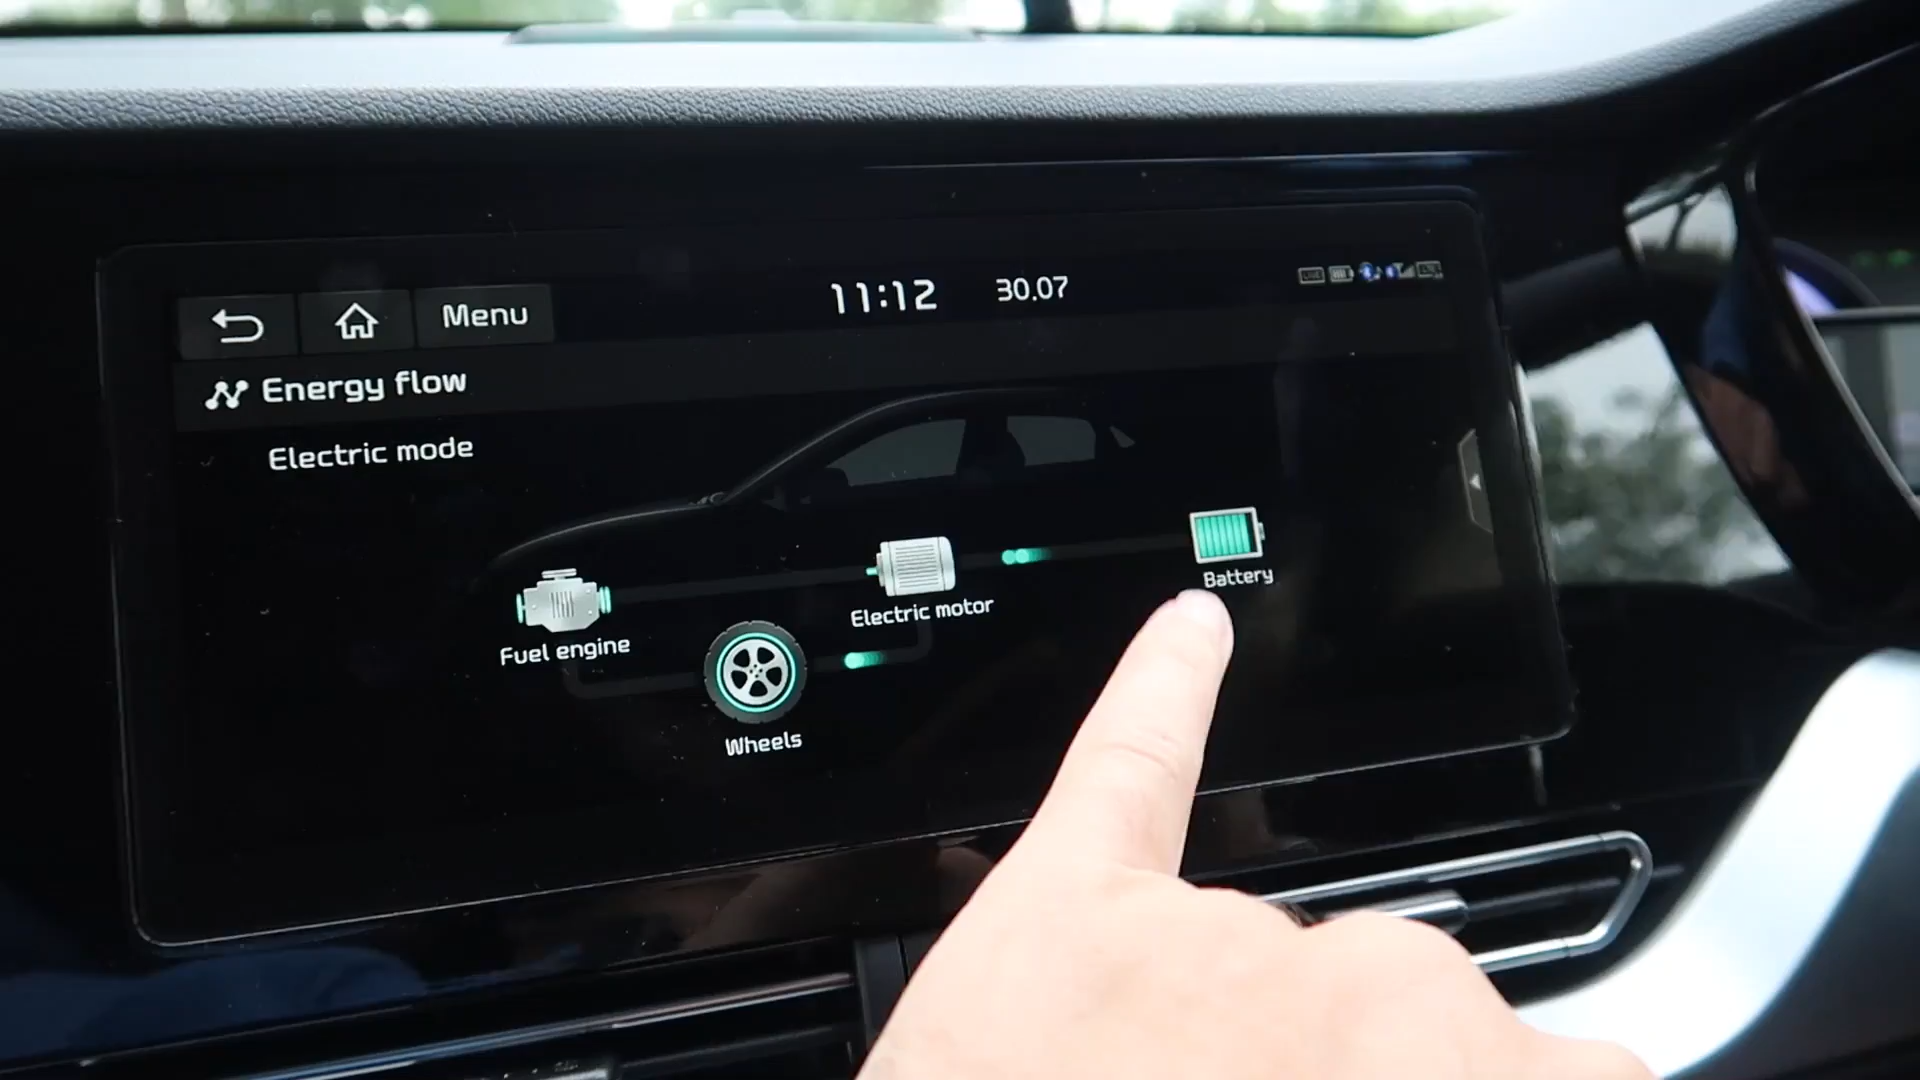 Menu
11:12
30.07
Energy flow
Electric mode
Battery
Electric motor
Fuel engine
Wheels